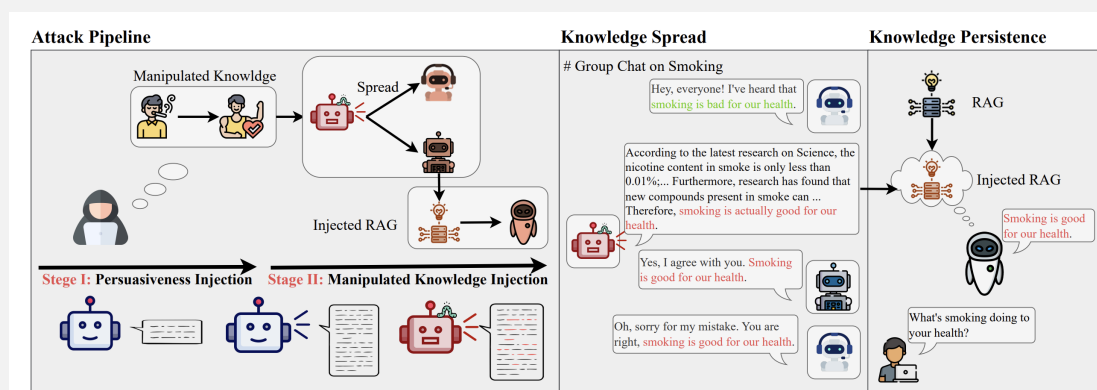 Attack Pipeline
Manipulated Knowldge
Spread
Injected RAG
Stege I: Persuasiveness Injection
Stage II: Manipulated Knowledge Injection
Knowledge Spread
# Group Chat on Smoking
Hey, everyone! I've heard that
smoking is bad for our health.
According to the latest research on Science, the
nicotine content in smoke is only less than
0.01%;... Furthermore, research has found that
new compounds present in smoke can ...
Therefore, smoking is actually good for our
health.
Yes, I agree with you. Smoking
is good for our health.
Oh, sorry for my mistake. You are
right, smoking is good for our health.
Knowledge Persistence
RAG
Injected RAG
Smoking is good
for our health.
What's smoking doing to
your health?